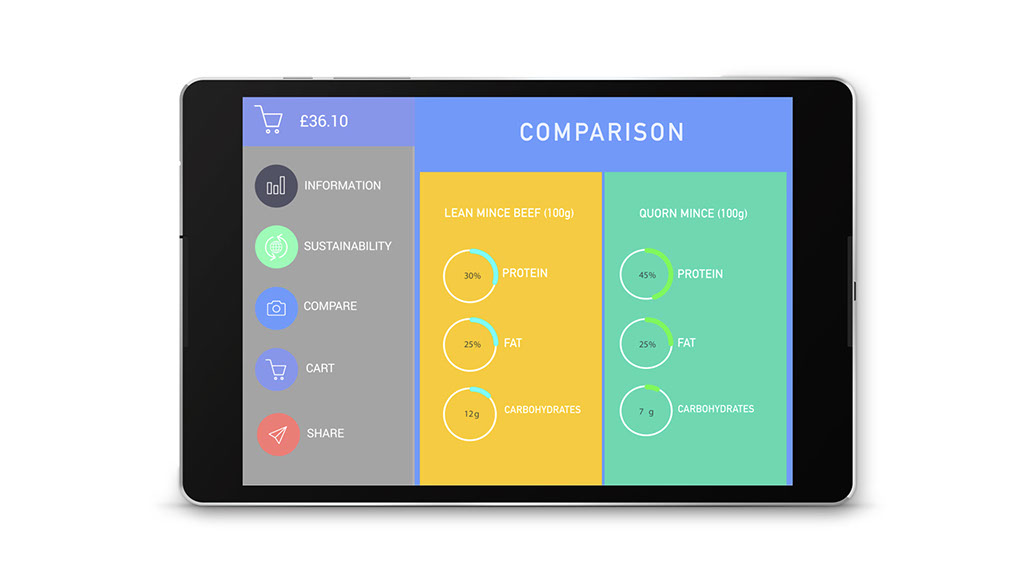 £36.10
COMPARISON
INFORMATION
SUSTAINABILITY
COMPARE
CART
SHARE
LEAN MINCE BEEF (100g)
30% PROTEIN
25% FAT
12g CARBOHYDRATES
QUORN MINCE (100g)
45% PROTEIN
25% FAT
7 g CARBOHYDRATES